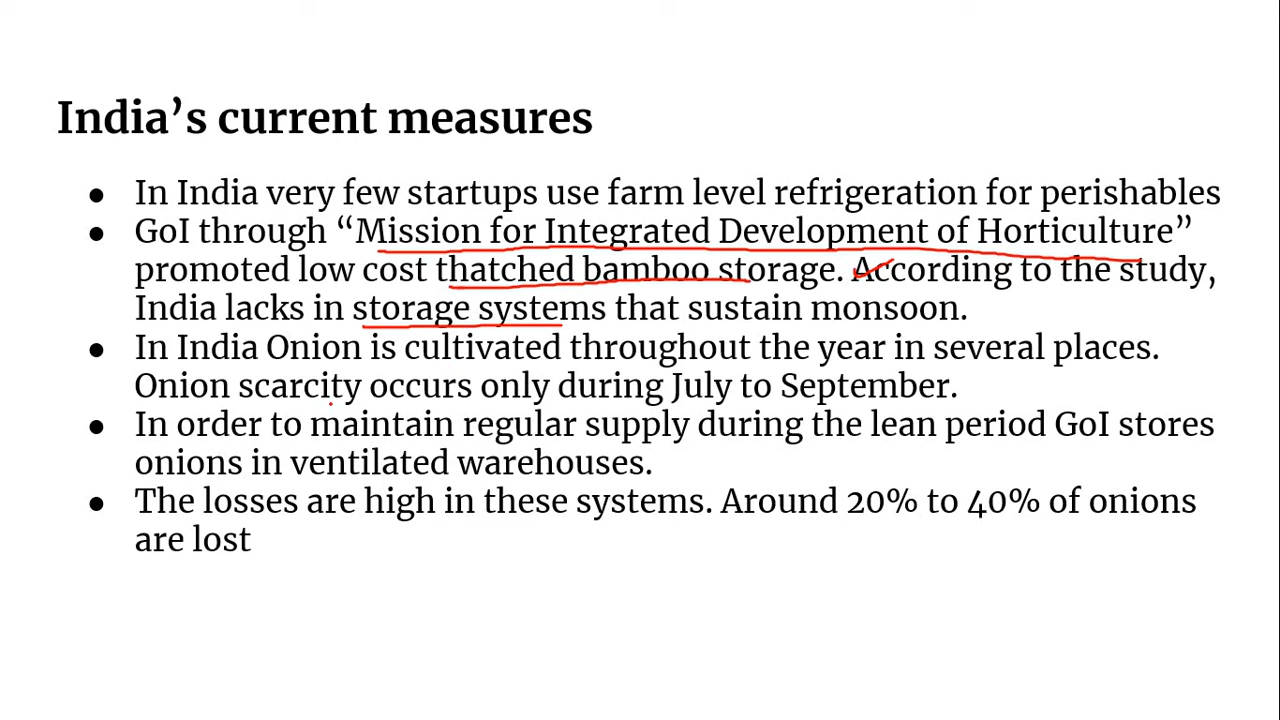 India’s current measures
● In India very few startups use farm level refrigeration for perishables
● GoI through “Mission for Integrated Development of Horticulture”
promoted low cost thatched bamboo storage. According to the study,
India lacks in storage systems that sustain monsoon.
● In India Onion is cultivated throughout the year in several places.
Onion scarcity occurs only during July to September.
● In order to maintain regular supply during the lean period GoI stores
onions in ventilated warehouses.
● The losses are high in these systems. Around 20% to 40% of onions
are lost